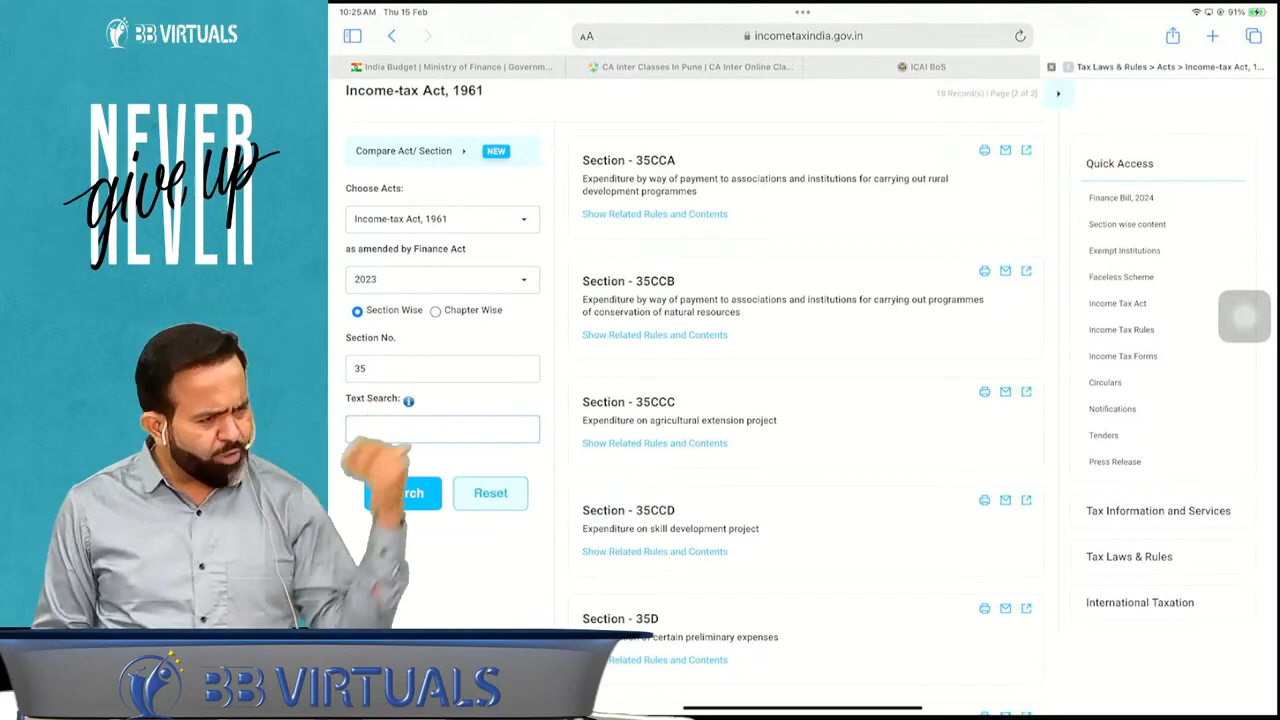 BB VIRTUALS
NEVER
give up
NEVER
BB VIRTUALS
10:25 AM Thu 15 Feb
91%
AA
incometaxindia.gov.in
India Budget | Ministry of Finance | Governm...
CA Inter Classes In Pune | CA Inter Online Cla...
ICAI BoS
Tax Laws & Rules > Acts > Income-tax Act, 1...
Income-tax Act, 1961
18 Record(s) | Page [2 of 2]
Compare Act/ Section
NEW
Choose Acts:
Income-tax Act, 1961
as amended by Finance Act
2023
Section Wise
Chapter Wise
Section No.
35
Text Search:
Reset
Section - 35CCA
Expenditure by way of payment to associations and institutions for carrying out rural
development programmes
Show Related Rules and Contents
Section - 35CCB
Expenditure by way of payment to associations and institutions for carrying out programmes
of conservation of natural resources
Show Related Rules and Contents
Section - 35CCC
Expenditure on agricultural extension project
Show Related Rules and Contents
Section - 35CCD
Expenditure on skill development project
Show Related Rules and Contents
Section - 35D
certain preliminary expenses
Related Rules and Contents
Quick Access
Finance Bill, 2024
Section wise content
Exempt Institutions
Faceless Scheme
Income Tax Act
Income Tax Rules
Income Tax Forms
Circulars
Notifications
Tenders
Press Release
Tax Information and Services
Tax Laws & Rules
International Taxation